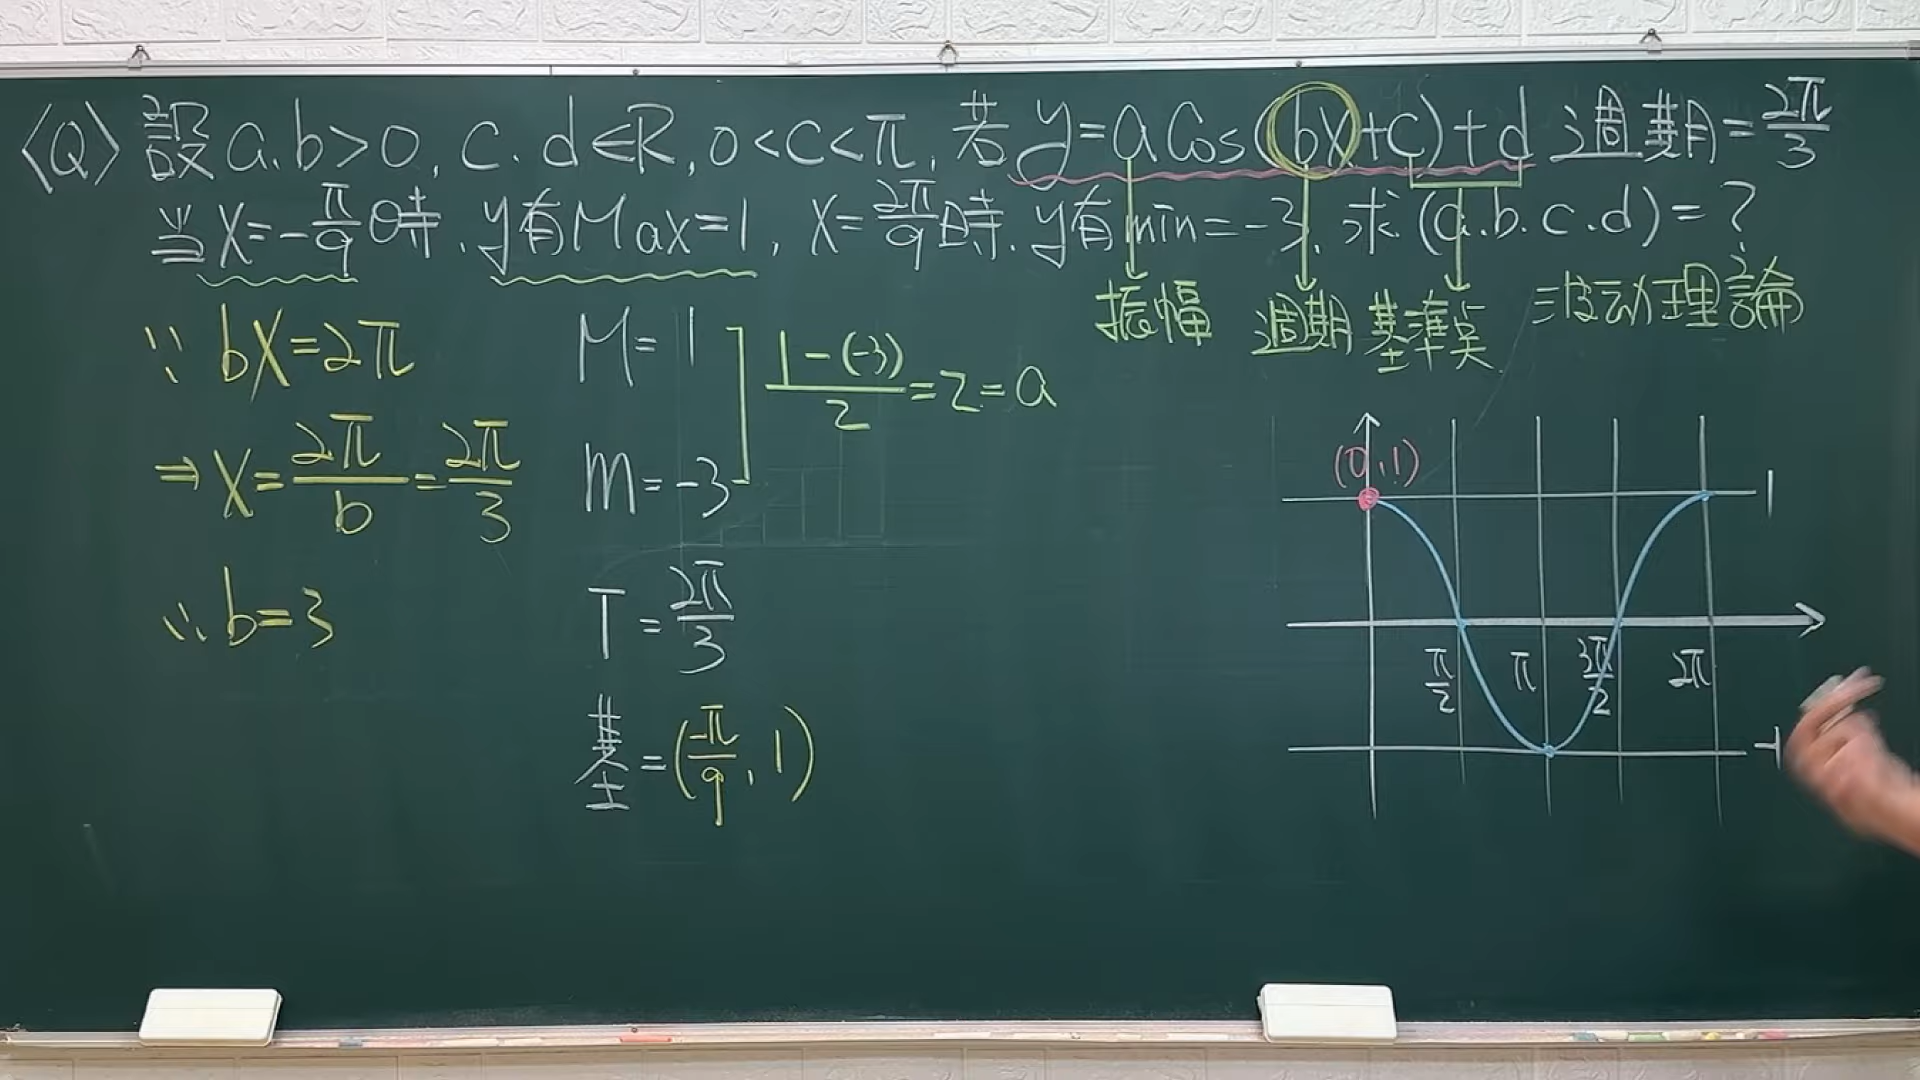 〈Q〉設 a.b>0, c.d∈R, 0<c<π, 若 y=a cos(bx+c)+d 週期=2π/3
当 x=-π/9 時, y有Max=1, x=2π/9 時, y有min=-3, 求(a.b.c.d)=?
振幅 週期 基準点 波动理論
∵ bx=2π
⇒ x=2π/b=2π/3
∴ b=3
M=1
m=-3
(1-(-3))/2=2=a
T=2π/3
基=(-π/9, 1)
(0,1)
1
π/2 π 3π/2 2π